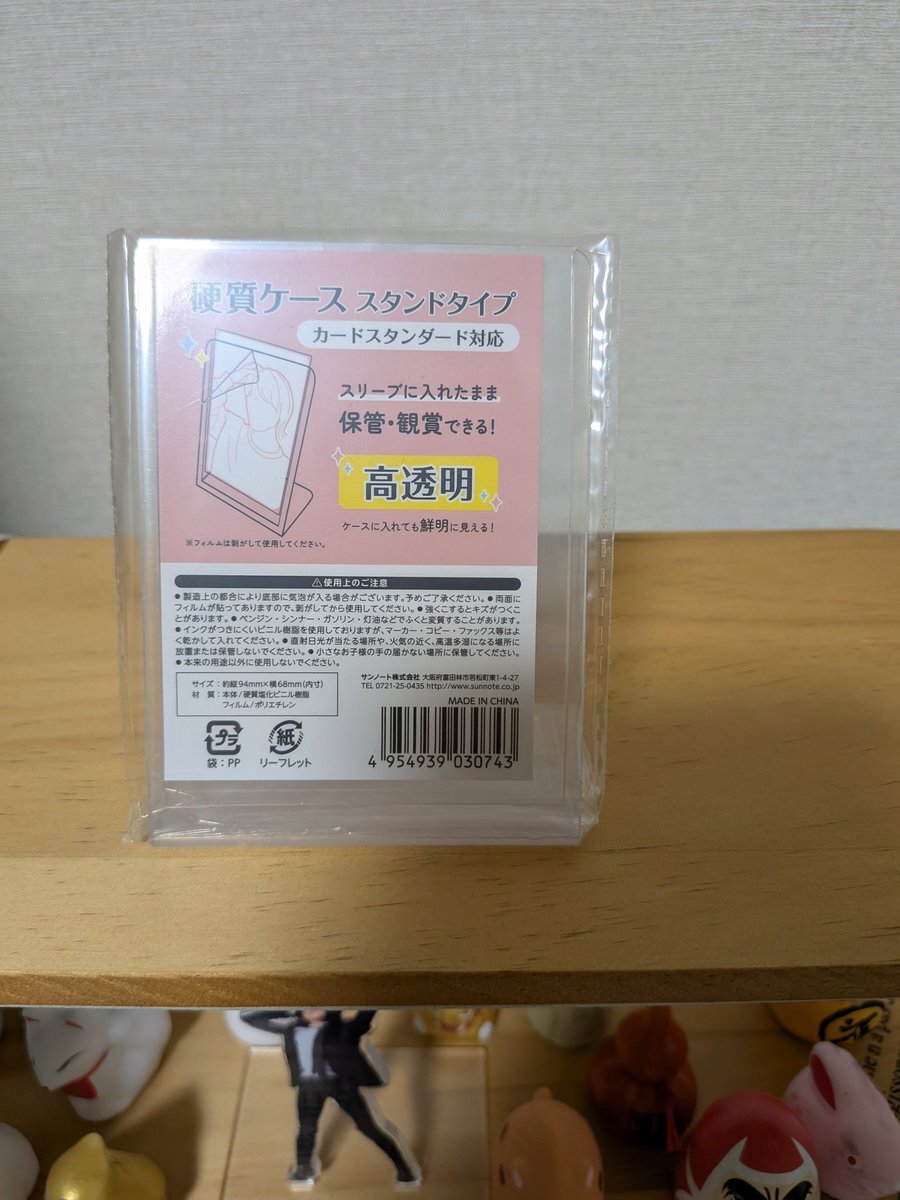 硬質ケース スタンドタイプ
カードスタンダード対応
スリーブに入れたまま
保管・観賞できる!
高透明
ケースに入れても鮮明に見える!
※フィルムは剥がして使用してください。
⚠使用上のご注意
●製造上の都合により底部に気泡が入る場合がございます。予めご了承ください。●両面に
フィルムが貼ってありますので、剥がしてから使用してください。●強くこするとキズがつくこ
とがあります。●ベンジン・シンナー・ガソリン・灯油などでふくと変質することがあります。
●インクがつきにくいビニル樹脂を使用しておりますが、マーカー・コピー・ファックス等はよ
く乾かして入れてください。●直射日光が当たる場所や、火気の近く、高温多湿になる場所に
放置または保管しないでください。●小さなお子様の手の届かない場所に保管してください。
●本来の用途以外に使用しないでください。
サイズ:約縦94mm×横68mm(内寸)
材 質:本体/硬質塩化ビニル樹脂
フィルム/ポリエチレン
サンノート株式会社 大阪府富田林市若松町東1-4-27
TEL 0721-25-0435 http://www.sunnote.co.jp
MADE IN CHINA
プラ
袋:PP
紙
リーフレット
4 954939 030743